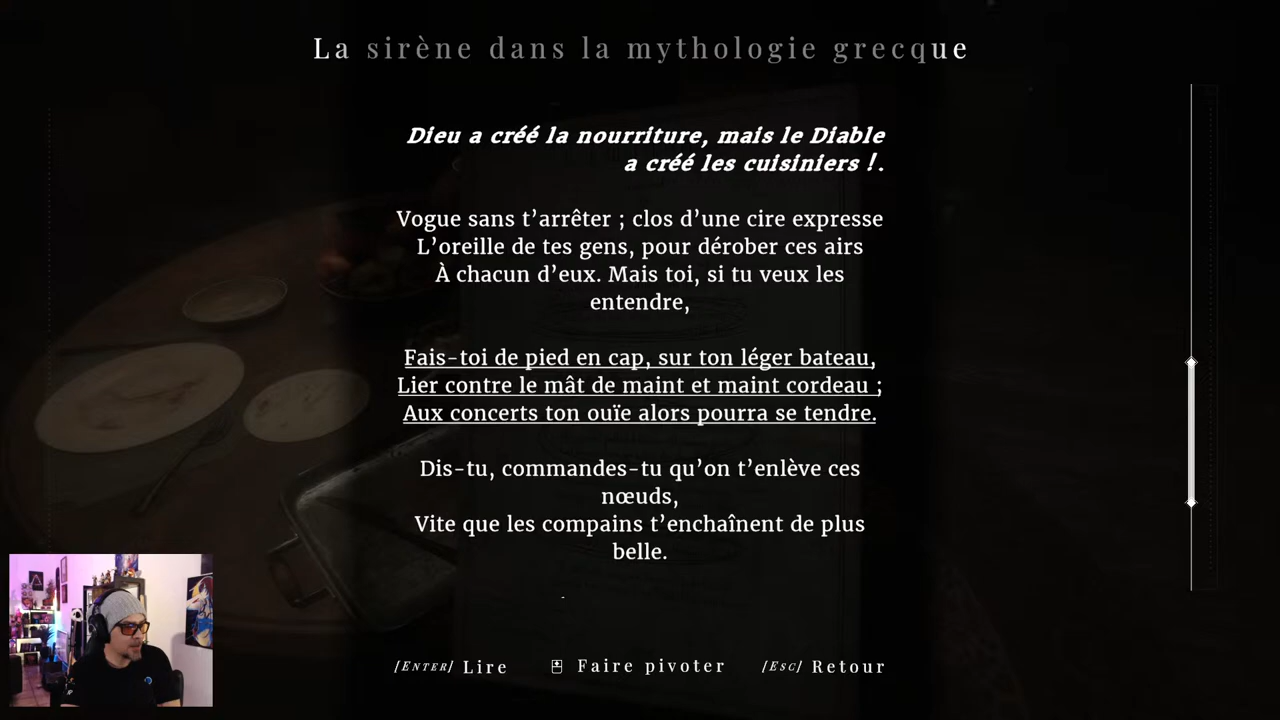 La sirène dans la mythologie grecque
Dieu a créé la nourriture, mais le Diable
a créé les cuisiniers !.
Vogue sans t’arrêter ; clos d’une cire expresse
L’oreille de tes gens, pour dérober ces airs
À chacun d’eux. Mais toi, si tu veux les
entendre,
Fais-toi de pied en cap, sur ton léger bateau,
Lier contre le mât de maint et maint cordeau ;
Aux concerts ton ouïe alors pourra se tendre.
Dis-tu, commandes-tu qu’on t’enlève ces
nœuds,
Vite que les compains t’enchaînent de plus
belle.
[ENTER] Lire
Faire pivoter
[ESC] Retour